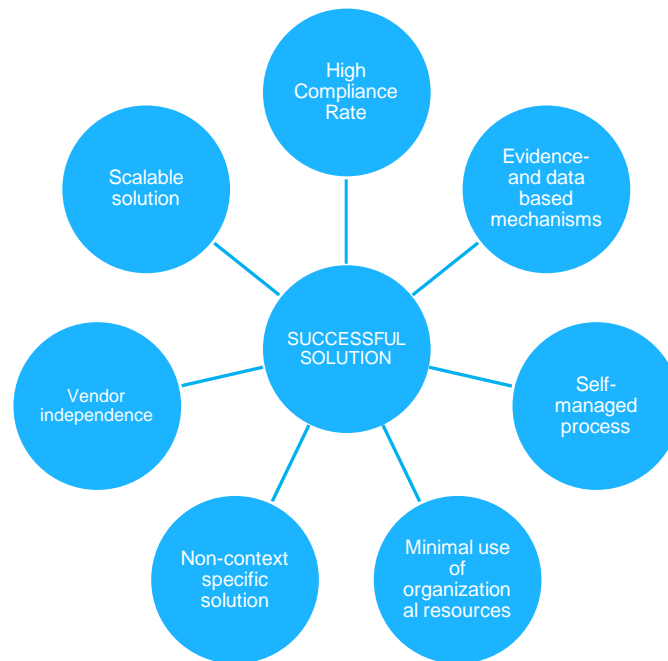 High
Compliance
Rate
Evidence-
and data
based
mechanisms
Self-
managed
process
Minimal use
of
organization
al resources
Non-context
specific
solution
Vendor
independence
Scalable
solution
SUCCESSFUL
SOLUTION